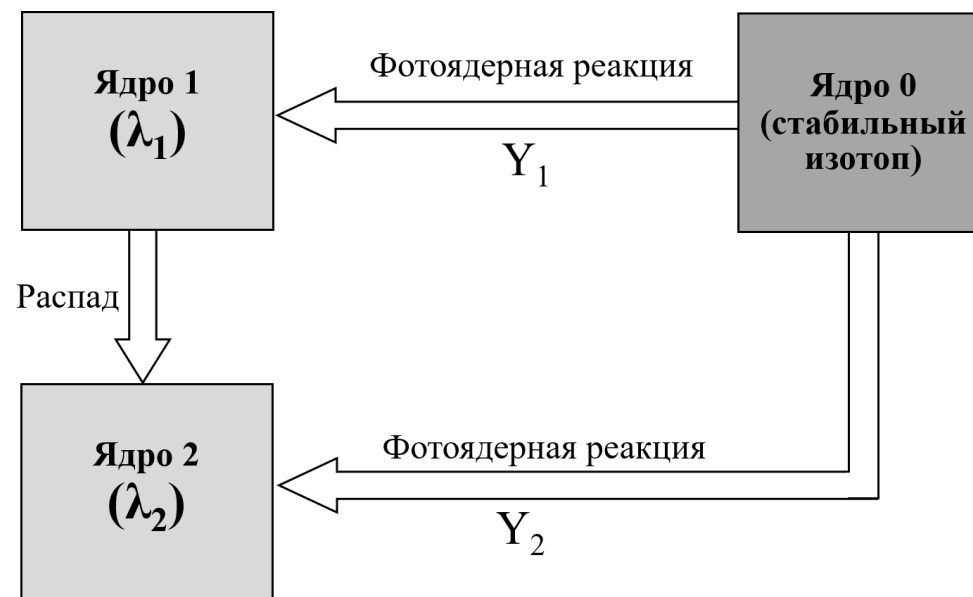 Ядро 1
(λ₁)
Фотоядерная реакция
Y₁
Ядро 0
(стабильный
изотоп)
Распад
Ядро 2
(λ₂)
Фотоядерная реакция
Y₂